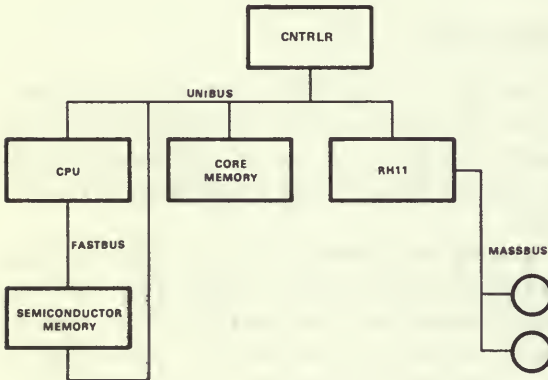 CNTRLR
UNIBUS
CPU
CORE
MEMORY
RH11
FASTBUS
MASSBUS
SEMICONDUCTOR
MEMORY